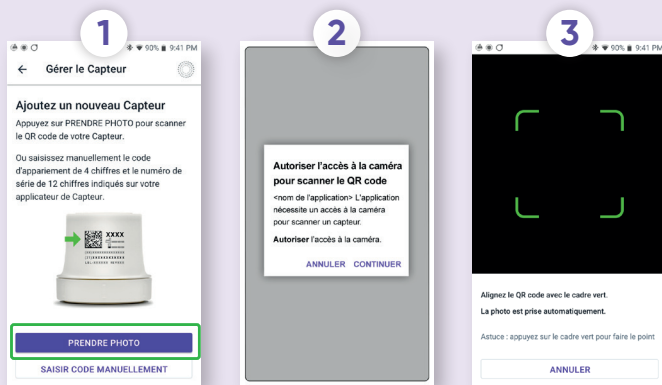 1
90% 9:41 PM
Gérer le Capteur
Ajoutez un nouveau Capteur
Appuyez sur PRENDRE PHOTO pour scanner
le QR code de votre Capteur.
Ou saisissez manuellement le code
d'appariement de 4 chiffres et le numéro de
série de 12 chiffres indiqués sur votre
applicateur de Capteur.
XXXX
PRENDRE PHOTO
SAISIR CODE MANUELLEMENT
2
Autoriser l'accès à la caméra
pour scanner le QR code
<nom de l'application> L'application
nécessite un accès à la caméra
pour scanner un capteur.
Autoriser l'accès à la caméra.
ANNULER CONTINUER
3
90% 9:41 PM
Alignez le QR code avec le cadre vert.
La photo est prise automatiquement.
Astuce : appuyez sur le cadre vert pour faire le point
ANNULER